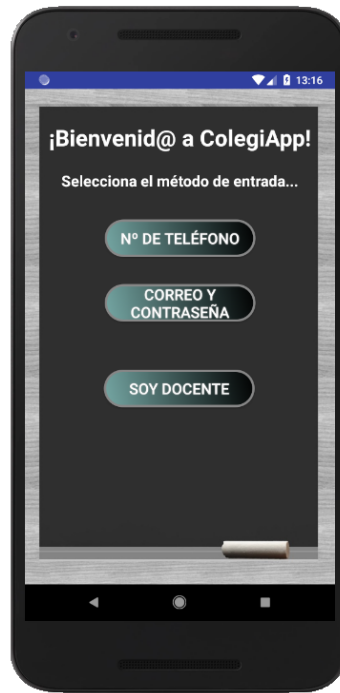 13:16
¡Bienvenid@ a ColegiApp!
Selecciona el método de entrada...
Nº DE TELÉFONO
CORREO Y
CONTRASEÑA
SOY DOCENTE